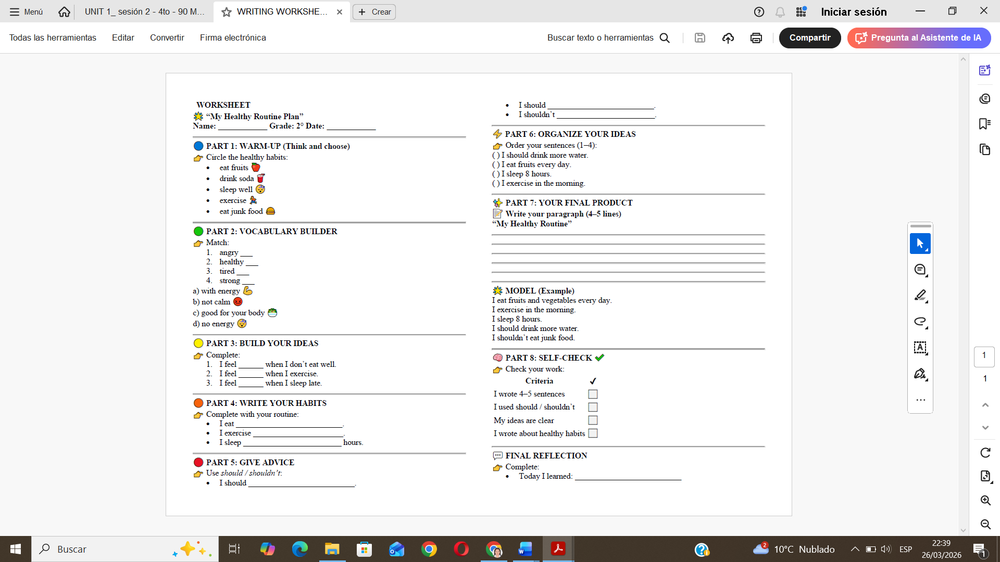 Menú
UNIT 1_ sesión 2 - 4to - 90 M...
WRITING WORKSHE...
Crear
Iniciar sesión
Todas las herramientas
Editar
Convertir
Firma electrónica
Buscar texto o herramientas
Compartir
Pregunta al Asistente de IA
WORKSHEET
“My Healthy Routine Plan”
Name: ____________ Grade: 2° Date: ____________
PART 1: WARM-UP (Think and choose)
Circle the healthy habits:
• eat fruits
• drink soda
• sleep well
• exercise
• eat junk food
PART 2: VOCABULARY BUILDER
Match:
1. angry ___
2. healthy ___
3. tired ___
4. strong ___
a) with energy
b) not calm
c) good for your body
d) no energy
PART 3: BUILD YOUR IDEAS
Complete:
1. I feel ______ when I don’t eat well.
2. I feel ______ when I exercise.
3. I feel ______ when I sleep late.
PART 4: WRITE YOUR HABITS
Complete with your routine:
• I eat __________________________.
• I exercise ______________________.
• I sleep ________________________ hours.
PART 5: GIVE ADVICE
Use should / shouldn’t:
• I should __________________________.
• I should __________________________.
• I shouldn’t ________________________.
PART 6: ORGANIZE YOUR IDEAS
Order your sentences (1–4):
( ) I should drink more water.
( ) I eat fruits every day.
( ) I sleep 8 hours.
( ) I exercise in the morning.
PART 7: YOUR FINAL PRODUCT
Write your paragraph (4–5 lines)
“My Healthy Routine”
MODEL (Example)
I eat fruits and vegetables every day.
I exercise in the morning.
I sleep 8 hours.
I should drink more water.
I shouldn’t eat junk food.
PART 8: SELF-CHECK
Check your work:
Criteria ✓
I wrote 4–5 sentences
I used should / shouldn’t
My ideas are clear
I wrote about healthy habits
FINAL REFLECTION
Complete:
• Today I learned: __________________________
1
1
Buscar
2
10°C Nublado
ESP
22:39
26/03/2026
1